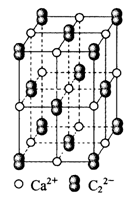 ○ Ca²⁺ C₂²⁻